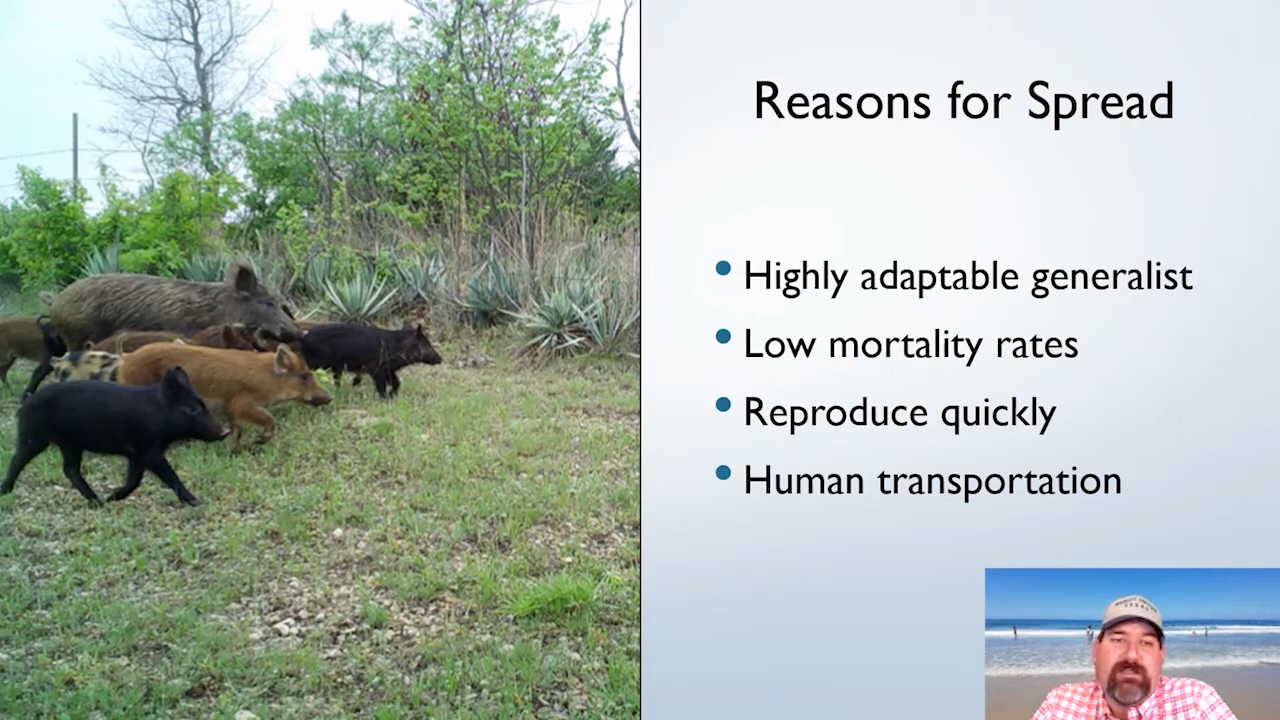 Reasons for Spread
Highly adaptable generalist
Low mortality rates
Reproduce quickly
Human transportation